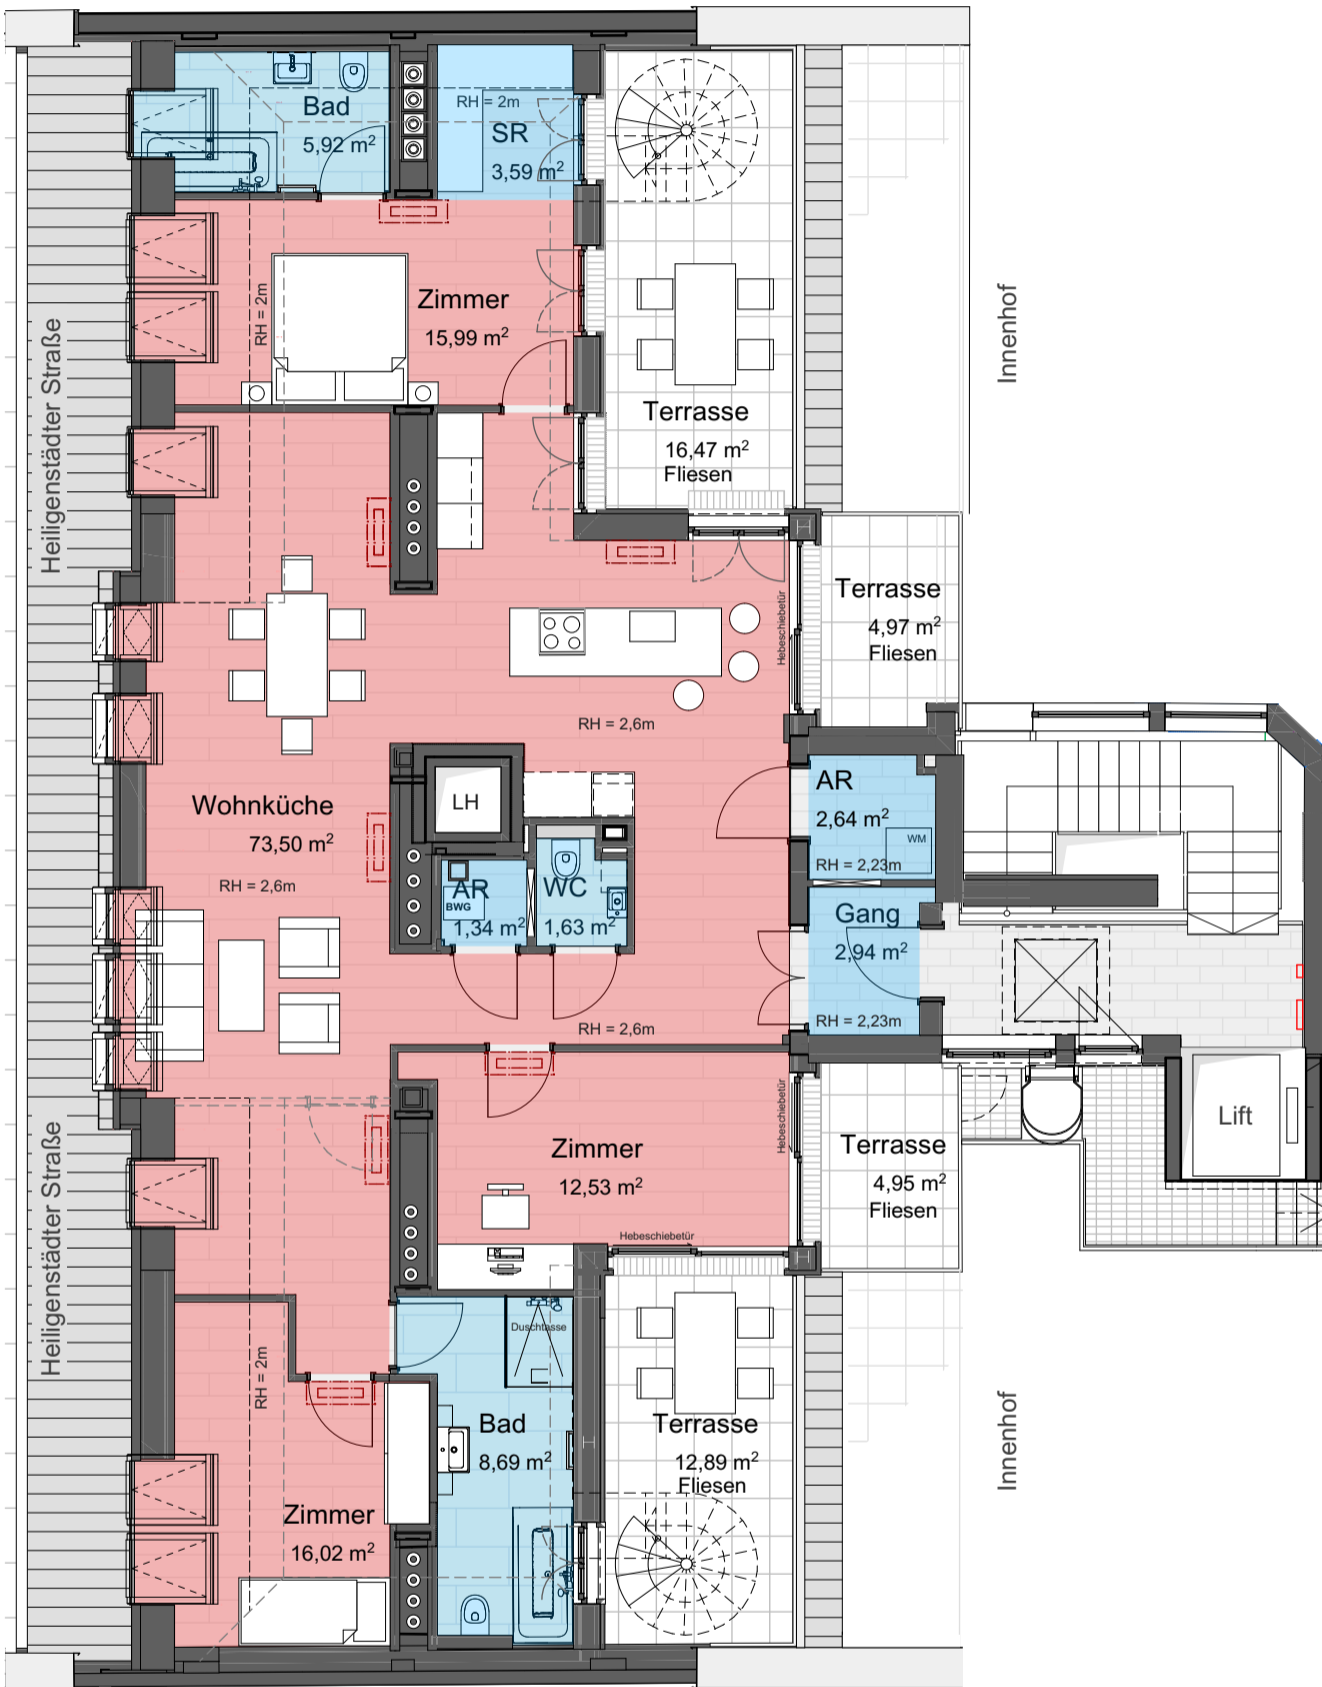 Bad
5,92 m²
RH = 2m
SR
3,59 m²
Heiligenstädter Straße
RH = 2m
Zimmer
15,99 m²
Innenhof
Terrasse
16,47 m²
Fliesen
Terrasse
4,97 m²
Fliesen
Hebeschiebetür
RH = 2,6m
Wohnküche
73,50 m²
RH = 2,6m
LH
AR
2,64 m²
WM
RH = 2,23m
AR
BWG
1,34 m²
WC
1,63 m²
Gang
2,94 m²
RH = 2,23m
RH = 2,6m
Heiligenstädter Straße
Zimmer
12,53 m²
Hebeschiebetür
Hebeschiebetür
Terrasse
4,95 m²
Fliesen
Lift
Duschtasse
RH = 2m
Bad
8,69 m²
Terrasse
12,89 m²
Fliesen
Innenhof
Zimmer
16,02 m²